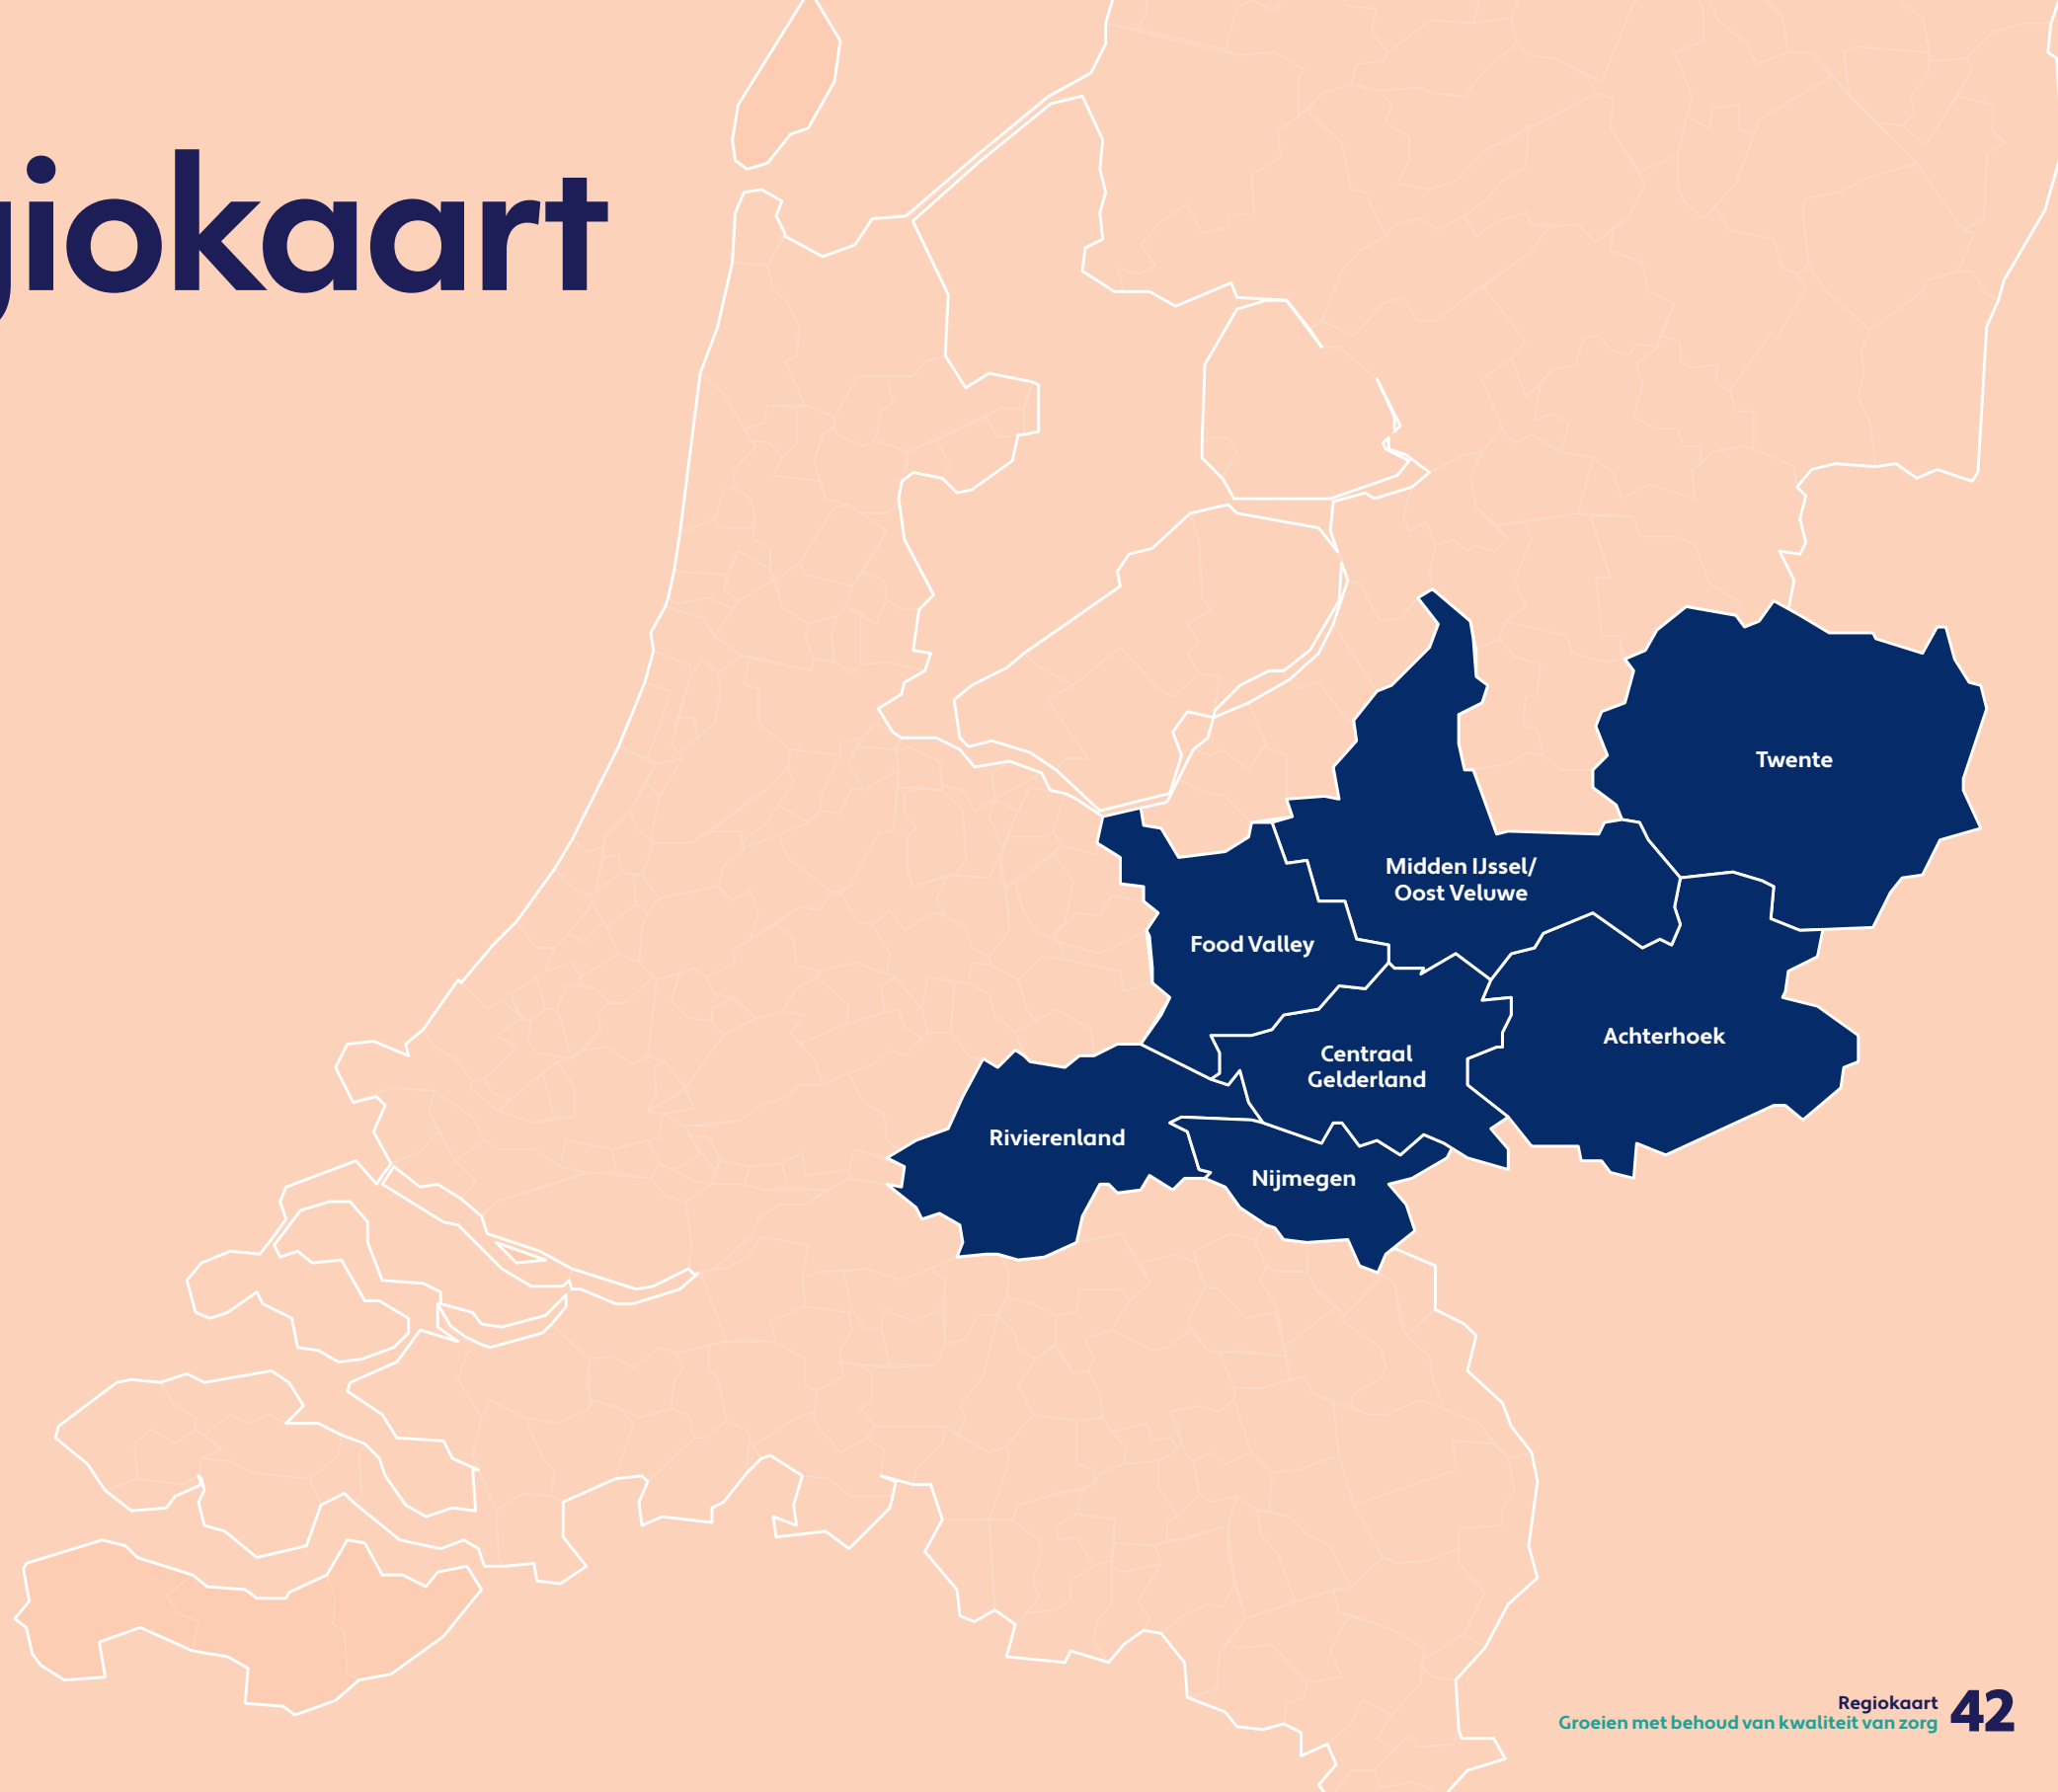 giokaart
Twente
Midden IJssel/
Oost Veluwe
Food Valley
Achterhoek
Centraal
Gelderland
Rivierenland
Nijmegen
Regiokaart
Groeien met behoud van kwaliteit van zorg
42